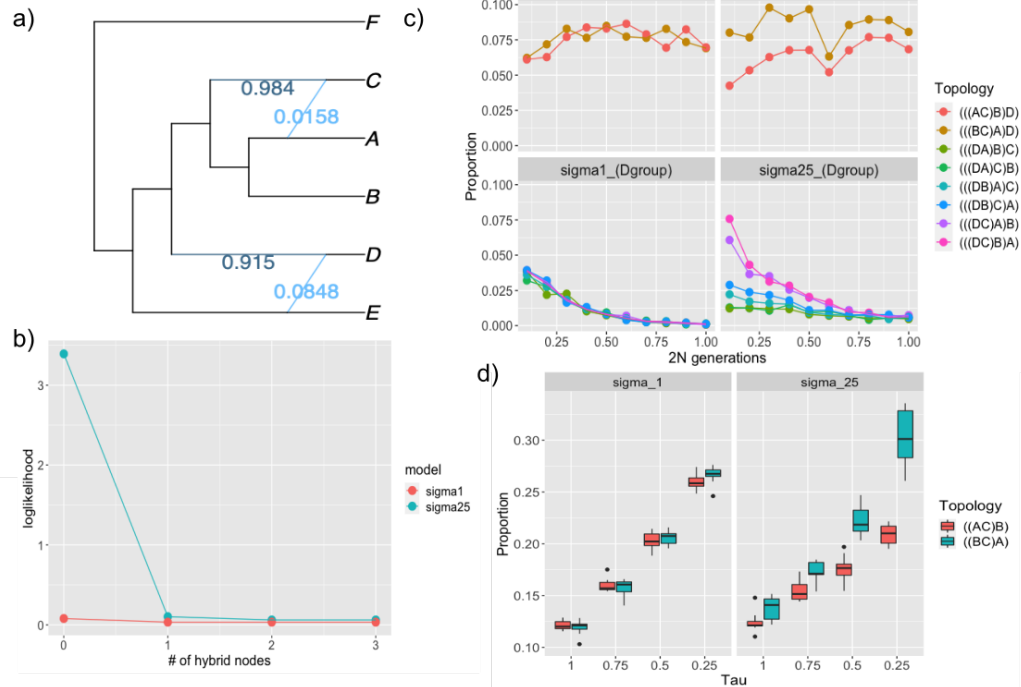 a)
F
C
0.984
0.0158
A
B
D
0.915
0.0848
E
b)
3
2
1
0
loglikelihood
0 1 2 3
# of hybrid nodes
model
sigma1
sigma25
c)
0.100
0.075
0.050
0.025
0.000
Proportion
sigma1_(Dgroup) sigma25_(Dgroup)
0.100
0.075
0.050
0.025
0.000
0.25 0.50 0.75 1.00 0.25 0.50 0.75 1.00
2N generations
Topology
(((AC)B)D)
(((BC)A)D)
(((DA)B)C)
(((DA)C)B)
(((DB)A)C)
(((DB)C)A)
(((DC)A)B)
(((DC)B)A)
d)
sigma_1 sigma_25
0.30
0.25
0.20
0.15
0.10
Proportion
1 0.75 0.5 0.25 1 0.75 0.5 0.25
Tau
Topology
((AC)B)
((BC)A)